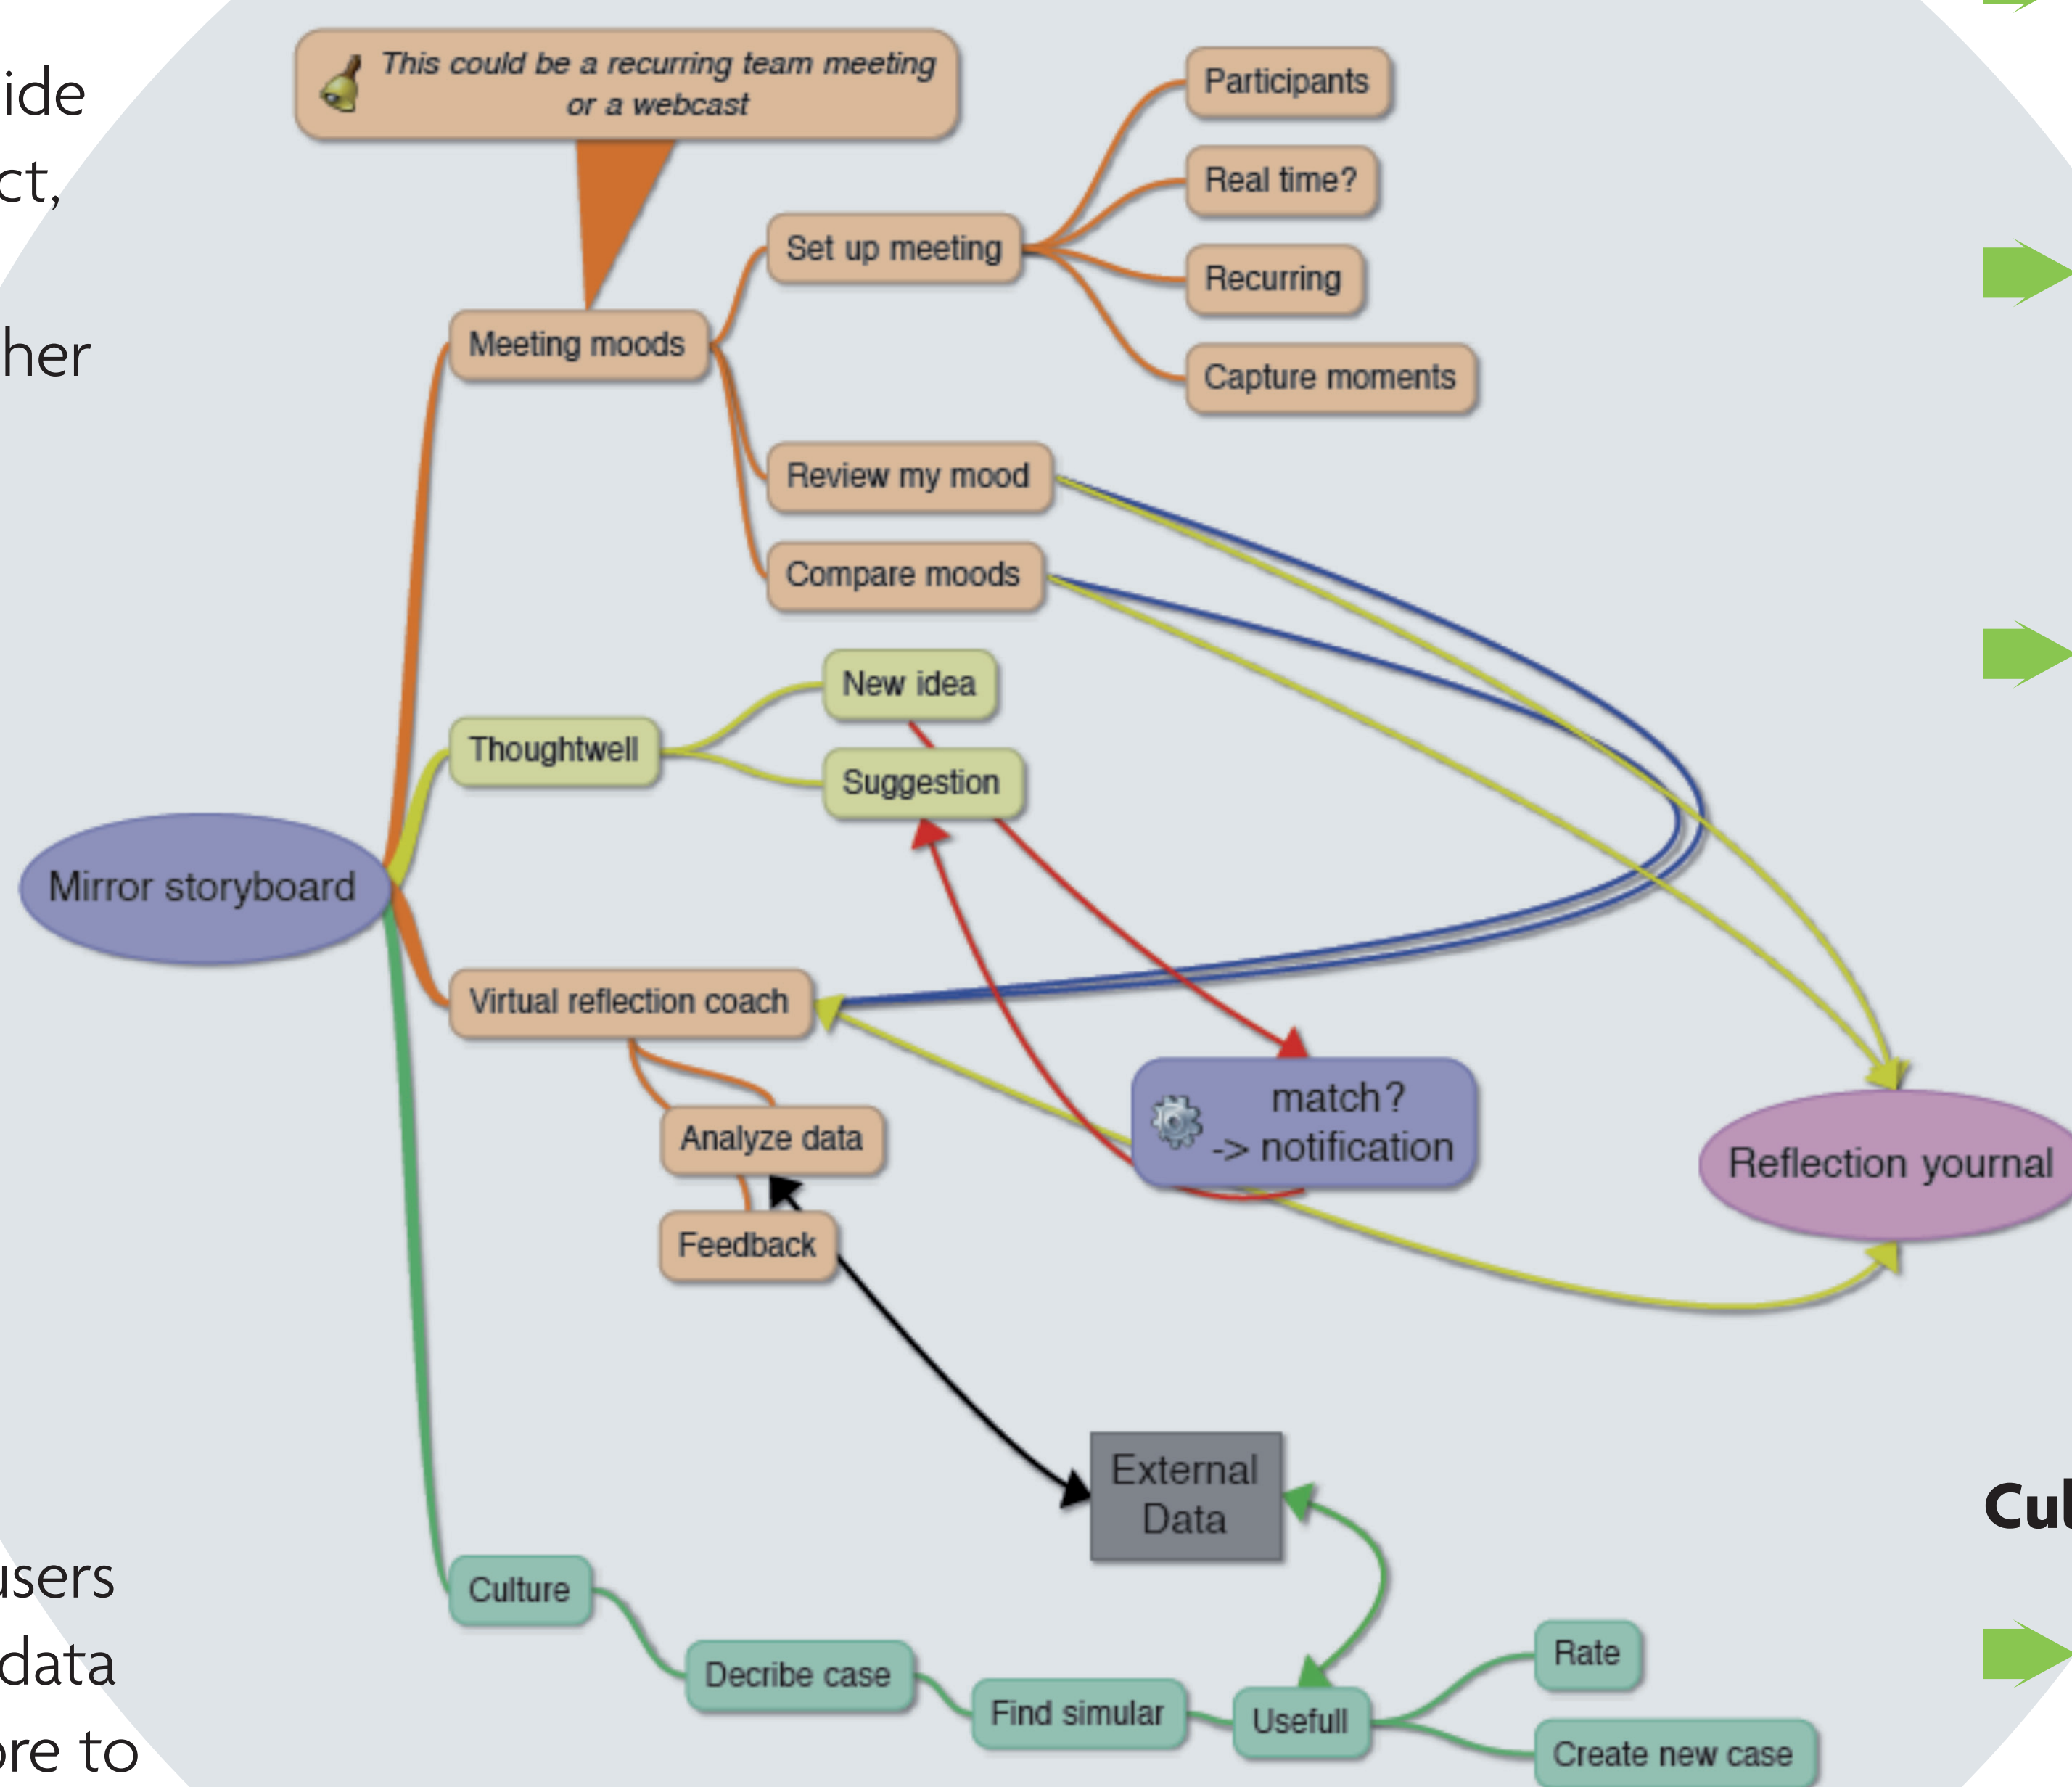 ide
ct,
her
This could be a recurring team meeting
or a webcast
Participants
Real time?
Set up meeting
Recurring
Meeting moods
Capture moments
Review my mood
Compare moods
New idea
Thoughtwell
Suggestion
Mirror storyboard
Virtual reflection coach
match?
-> notification
Analyze data
Reflection yournal
Feedback
External
Data
Cul
Culture
users
Decribe case
data
Find simular
Usefull
Rate
Create new case
ore to